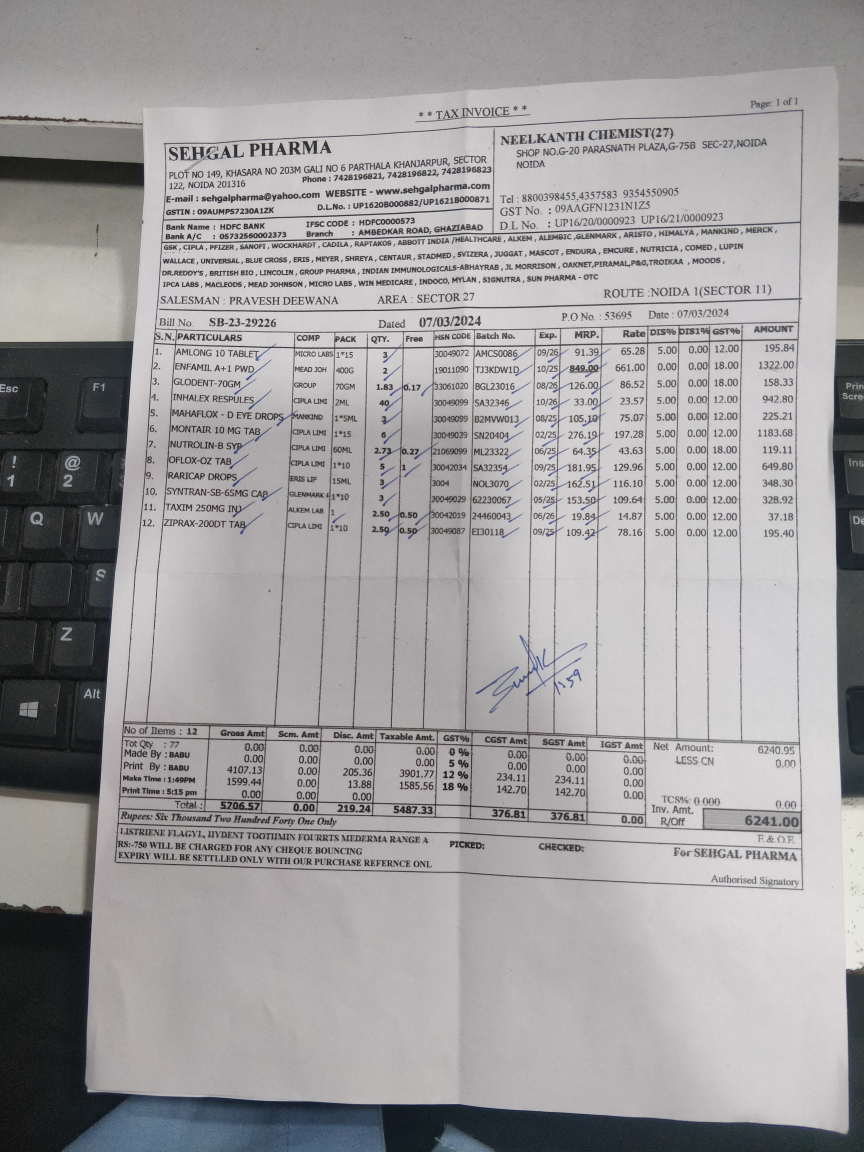 ** TAX INVOICE **
Page: 1 of 1
SEHGAL PHARMA
PLOT NO 149, KHASARA NO 203M GALI NO 6 PARTHALA KHANJARPUR, SECTOR
122, NOIDA 201316 Phone : 7428196821, 7428196822, 7428196823
E-mail : sehgalpharma@yahoo.com WEBSITE - www.sehgalpharma.com
GSTIN : 09AUMPS7230A1ZK D.L.No. : UP1620B000882/UP1621B000871
Bank Name : HDFC BANK IFSC CODE : HDFC0000573
Bank A/C : 05732560002373 Branch : AMBEDKAR ROAD, GHAZIABAD
NEELKANTH CHEMIST(27)
SHOP NO.G-20 PARASNATH PLAZA,G-75B SEC-27,NOIDA
NOIDA
Tel : 8800398455,4357583 9354550905
GST No. : 09AAGFN1231N1Z5
D.L No. : UP16/20/0000923 UP16/21/0000923
GSK , CIPLA , PFIZER , SANOFI , WOCKHARDT , CADILA , RAPTAKOS , ABBOTT INDIA /HEALTHCARE , ALKEM , ALEMBIC ,GLENMARK , ARISTO , HIMALYA , MANKIND , MERCK ,
WALLACE , UNIVERSAL , BLUE CROSS , ERIS , MEYER , SHREYA , CENTAUR , STADMED , SVIZERA , JUGGAT , MASCOT , ENDURA , EMCURE , NUTRICIA , COMED , LUPIN
DR.REDDY'S , BRITISH BIO , LINCOLIN , GROUP PHARMA , INDIAN IMMUNOLOGICALS-ABHAYRAB , JL MORRISON , OAKNET,PIRAMAL,P&G,TROIKAA , MOODS ,
IPCA LABS , MACLEODS , MEAD JOHNSON , MICRO LABS , WIN MEDICARE , INDOCO, MYLAN , SIGNUTRA , SUN PHARMA - OTC
SALESMAN : PRAVESH DEEWANA AREA : SECTOR 27 ROUTE :NOIDA 1(SECTOR 11)
Bill No. SB-23-29226 Dated 07/03/2024 P.O No. : 53695 Date : 07/03/2024
S.N. PARTICULARS COMP PACK QTY. Free HSN CODE Batch No. Exp. MRP. Rate DIS% DIS1% GST% AMOUNT
1. AMLONG 10 TABLET MICRO LABS 1*15 3 30049072 AMCS0086 09/26 91.39 65.28 5.00 0.00 12.00 195.84
2. ENFAMIL A+1 PWD MEAD JOH 400G 2 19011090 TJ3KDW1D 10/25 849.00 661.00 0.00 0.00 18.00 1322.00
3. GLODENT-70GM GROUP 70GM 1.83 0.17 33061020 BGL23016 08/26 126.00 86.52 5.00 0.00 18.00 158.33
4. INHALEX RESPULES CIPLA LIMI 2ML 40 30049099 SA32346 10/26 33.00 23.57 5.00 0.00 12.00 942.80
5. MAHAFLOX - D EYE DROPS MANKIND 1*5ML 3 30049099 B2MVW013 08/25 105.10 75.07 5.00 0.00 12.00 225.21
6. MONTAIR 10 MG TAB CIPLA LIMI 1*15 6 30049039 SN20404 02/25 276.19 197.28 5.00 0.00 12.00 1183.68
7. NUTROLIN-B SYP CIPLA LIMI 60ML 2.73 0.27 21069099 ML23322 06/25 64.35 43.63 5.00 0.00 18.00 119.11
8. OFLOX-OZ TAB CIPLA LIMI 1*10 5 1 30042034 SA32354 09/25 181.95 129.96 5.00 0.00 12.00 649.80
9. RARICAP DROPS ERIS LIF 15ML 3 3004 NOL3070 02/25 162.51 116.10 5.00 0.00 12.00 348.30
10. SYNTRAN-SB-65MG CAP GLENMARK 1*10 3 30049029 62230067 05/25 153.50 109.64 5.00 0.00 12.00 328.92
11. TAXIM 250MG INJ ALKEM LAB 1 2.50 0.50 30042019 24460043 06/26 19.84 14.87 5.00 0.00 12.00 37.18
12. ZIPRAX-200DT TAB CIPLA LIMI 1*10 2.50 0.50 30049087 EI30118 09/25 109.42 78.16 5.00 0.00 12.00 195.40
1359
No of Items : 12 Gross Amt Scm. Amt Disc. Amt Taxable Amt. GST% CGST Amt SGST Amt IGST Amt Net Amount: 6240.95
Tot Qty : 77 0.00 0.00 0.00 0.00 0 % 0.00 0.00 0.00 LESS CN 0.00
Made By : BABU 0.00 0.00 0.00 0.00 5 % 0.00 0.00 0.00
Print By : BABU 4107.13 0.00 205.36 3901.77 12 % 234.11 234.11 0.00
Make Time : 1:49PM 1599.44 0.00 13.88 1585.56 18 % 142.70 142.70 0.00
Print Time : 5:15 pm 0.00 0.00 0.00 TCS%: 0.000 0.00
Total : 5706.57 0.00 219.24 5487.33 376.81 376.81 0.00 Inv. Amt.
R/Off 6241.00
Rupees: Six Thousand Two Hundred Forty One Only
E & O E
LISTRIENE FLAGYL, HYDENT TOOTHMIN FOURRTS MEDERMA RANGE A
RS:-750 WILL BE CHARGED FOR ANY CHEQUE BOUNCING
EXPIRY WILL BE SETTLLED ONLY WITH OUR PURCHASE REFERNCE ONL
PICKED: CHECKED: For SEHGAL PHARMA
Authorised Signatory
Esc
F1
! 1
@ 2
Q
W
S
Z
Alt